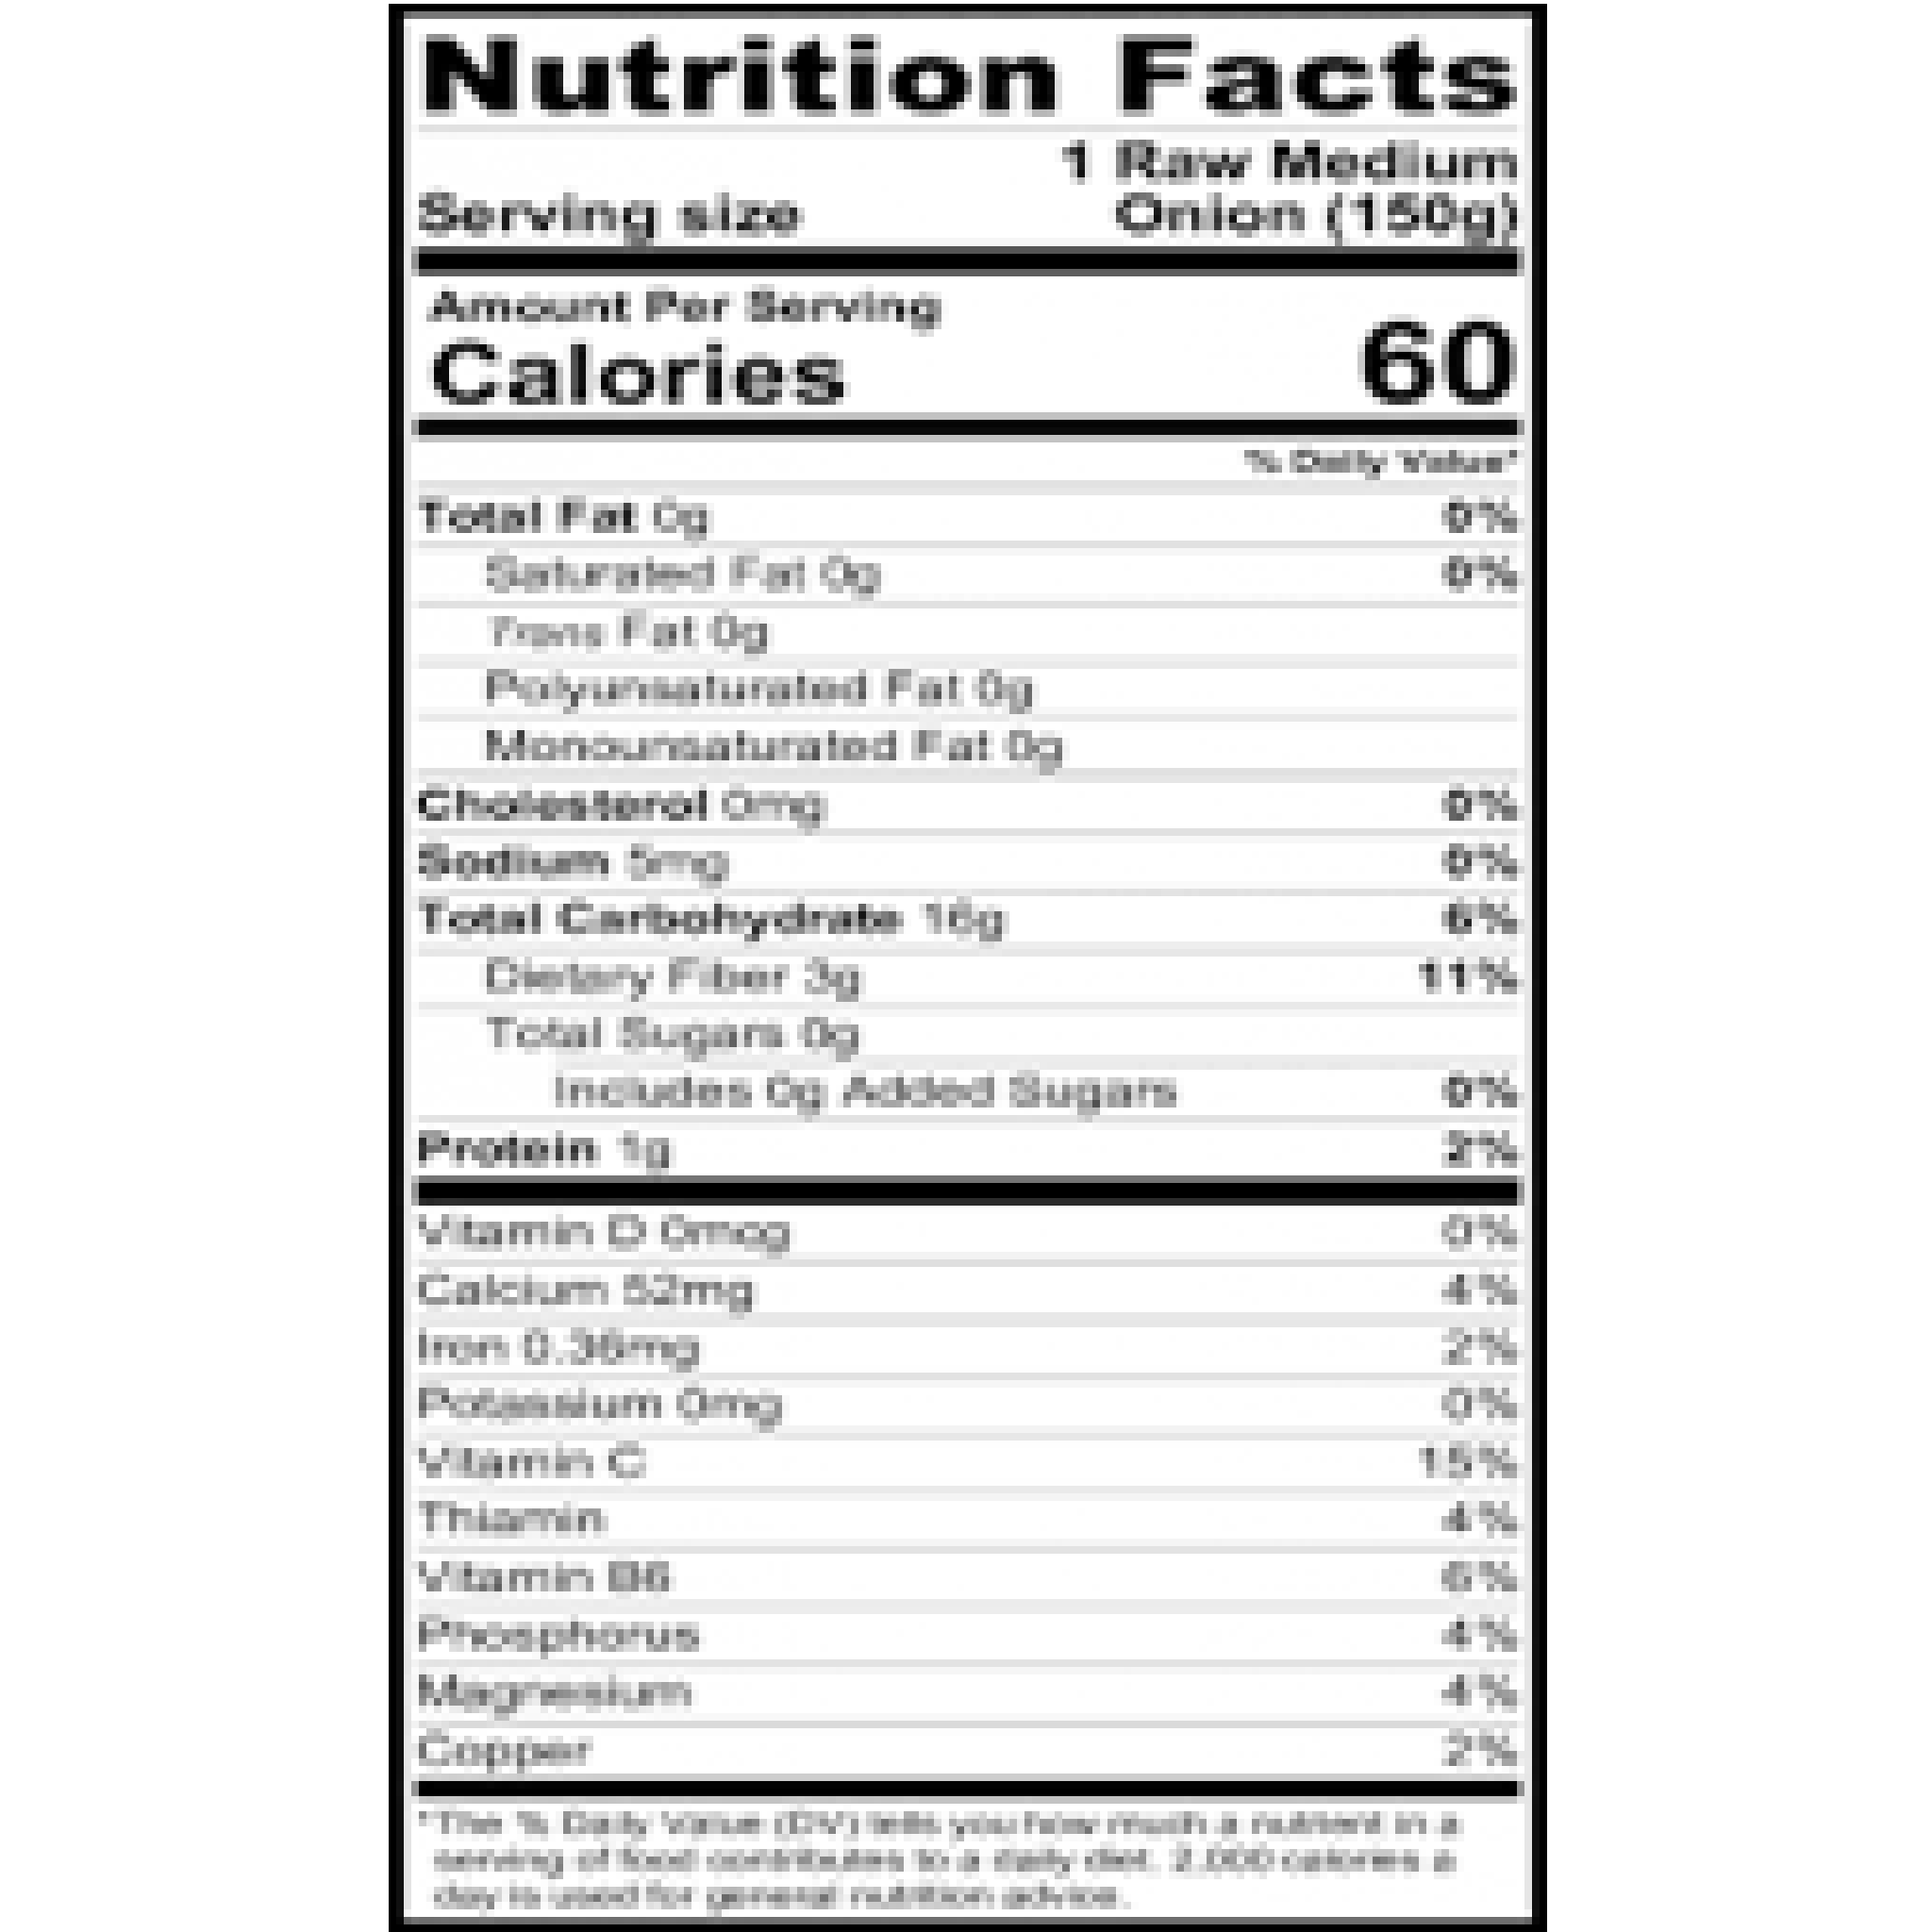 Nutrition Facts
1 Raw Medium
Serving size Onion (150g)
Amount Per Serving
Calories 60
% Daily Value*
Total Fat 0g 0%
Saturated Fat 0g 0%
Trans Fat 0g
Polyunsaturated Fat 0g
Monounsaturated Fat 0g
Cholesterol 0mg 0%
Sodium 5mg 0%
Total Carbohydrate 16g 6%
Dietary Fiber 3g 11%
Total Sugars 0g
Includes 0g Added Sugars 0%
Protein 1g 2%
Vitamin D 0mcg 0%
Calcium 52mg 4%
Iron 0.36mg 2%
Potassium 0mg 0%
Vitamin C 15%
Thiamin 4%
Vitamin B6 6%
Phosphorus 4%
Magnesium 4%
Copper 2%
*The % Daily Value (DV) tells you how much a nutrient in a
serving of food contributes to a daily diet. 2,000 calories a
day is used for general nutrition advice.